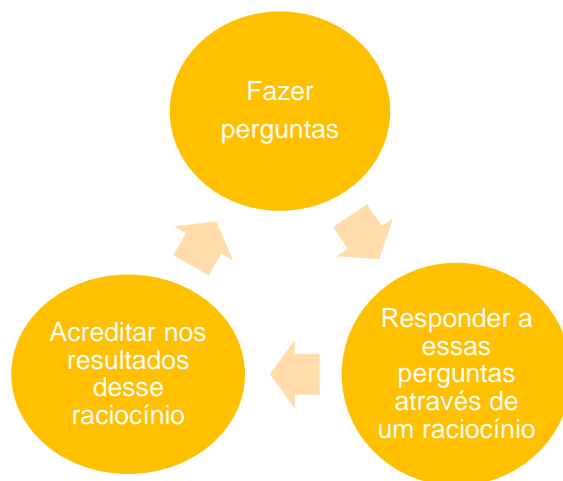 Fazer
perguntas
Responder a
essas
perguntas
através de
um raciocínio
Acreditar nos
resultados
desse
raciocínio